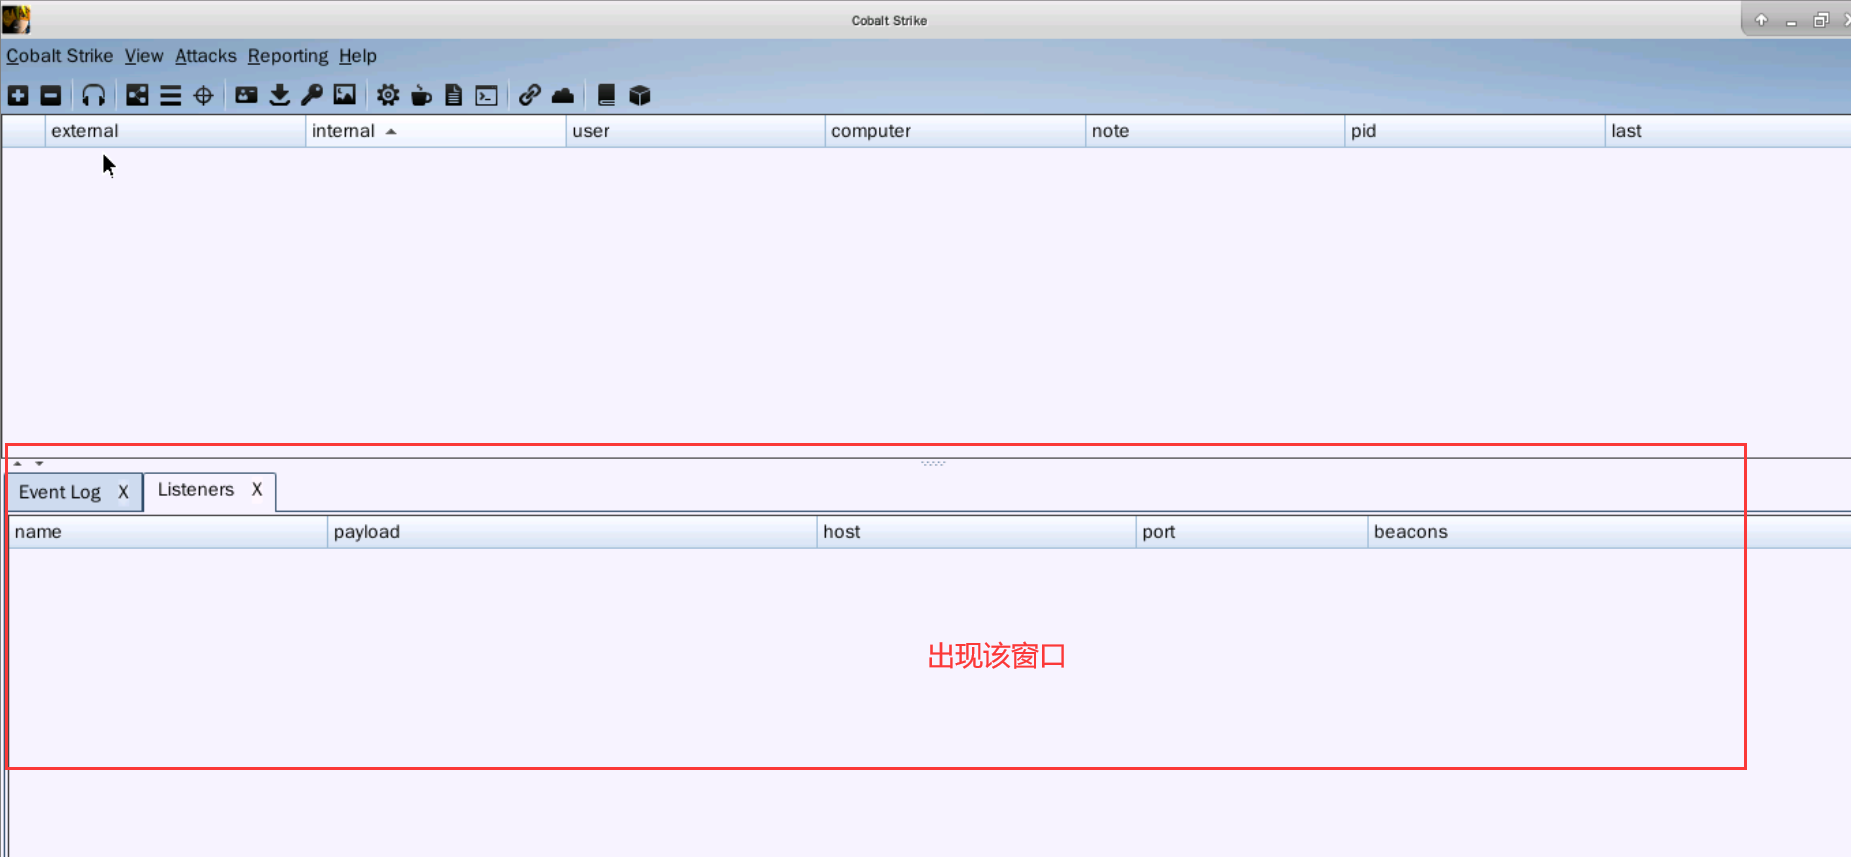 Cobalt Strike
Cobalt Strike View Attacks Reporting Help
external internal user computer note pid last
Event Log X Listeners X
name payload host port beacons
出现该窗口